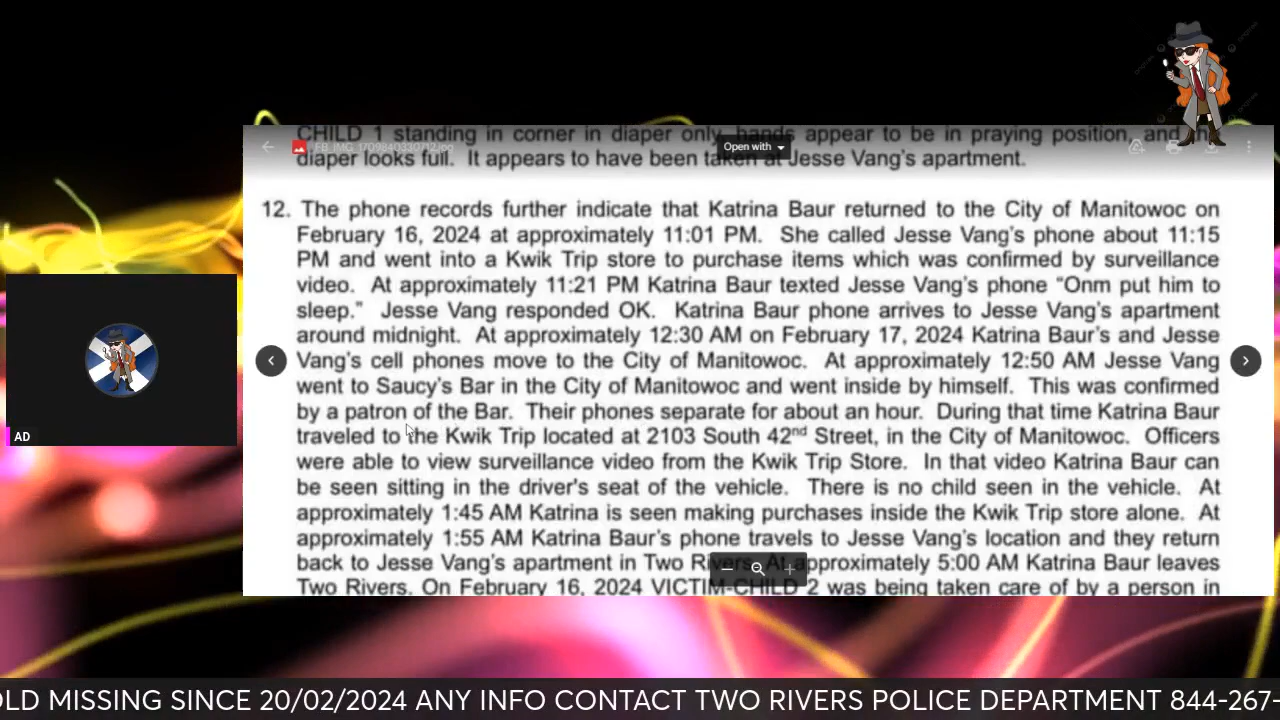 CHILD 1 standing in corner in diaper only, hands appear to be in praying position, and
FB_IMG_1709840330712.jpg
Open with
diaper looks full. It appears to have been taken at Jesse Vang's apartment.
12. The phone records further indicate that Katrina Baur returned to the City of Manitowoc on
February 16, 2024 at approximately 11:01 PM. She called Jesse Vang's phone about 11:15
PM and went into a Kwik Trip store to purchase items which was confirmed by surveillance
video. At approximately 11:21 PM Katrina Baur texted Jesse Vang's phone "Onm put him to
sleep." Jesse Vang responded OK. Katrina Baur phone arrives to Jesse Vang's apartment
around midnight. At approximately 12:30 AM on February 17, 2024 Katrina Baur's and Jesse
Vang's cell phones move to the City of Manitowoc. At approximately 12:50 AM Jesse Vang
went to Saucy's Bar in the City of Manitowoc and went inside by himself. This was confirmed
by a patron of the Bar. Their phones separate for about an hour. During that time Katrina Baur
traveled to the Kwik Trip located at 2103 South 42nd Street, in the City of Manitowoc. Officers
were able to view surveillance video from the Kwik Trip Store. In that video Katrina Baur can
be seen sitting in the driver's seat of the vehicle. There is no child seen in the vehicle. At
approximately 1:45 AM Katrina is seen making purchases inside the Kwik Trip store alone. At
approximately 1:55 AM Katrina Baur's phone travels to Jesse Vang's location and they return
back to Jesse Vang's apartment in Two Rivers. At approximately 5:00 AM Katrina Baur leaves
Two Rivers. On February 16, 2024 VICTIM-CHILD 2 was being taken care of by a person in
AD
OLD MISSING SINCE 20/02/2024 ANY INFO CONTACT TWO RIVERS POLICE DEPARTMENT 844-267-